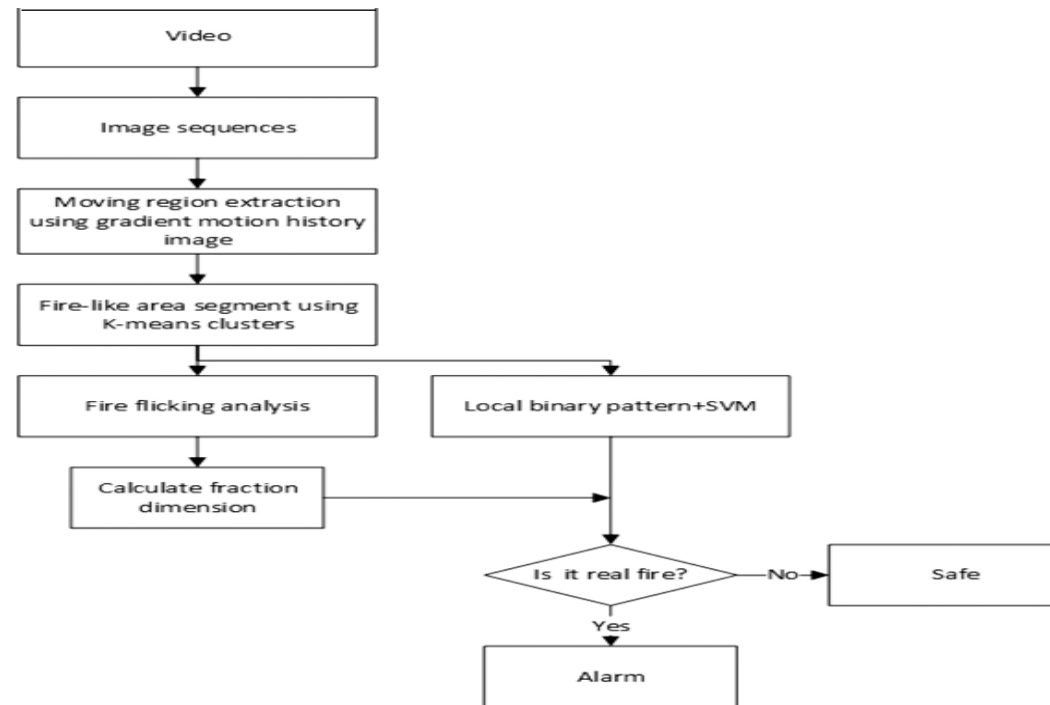 Video
Image sequences
Moving region extraction
using gradient motion history
image
Fire-like area segment using
K-means clusters
Fire flicking analysis
Local binary pattern+SVM
Calculate fraction
dimension
Is it real fire?
No
Safe
Yes
Alarm